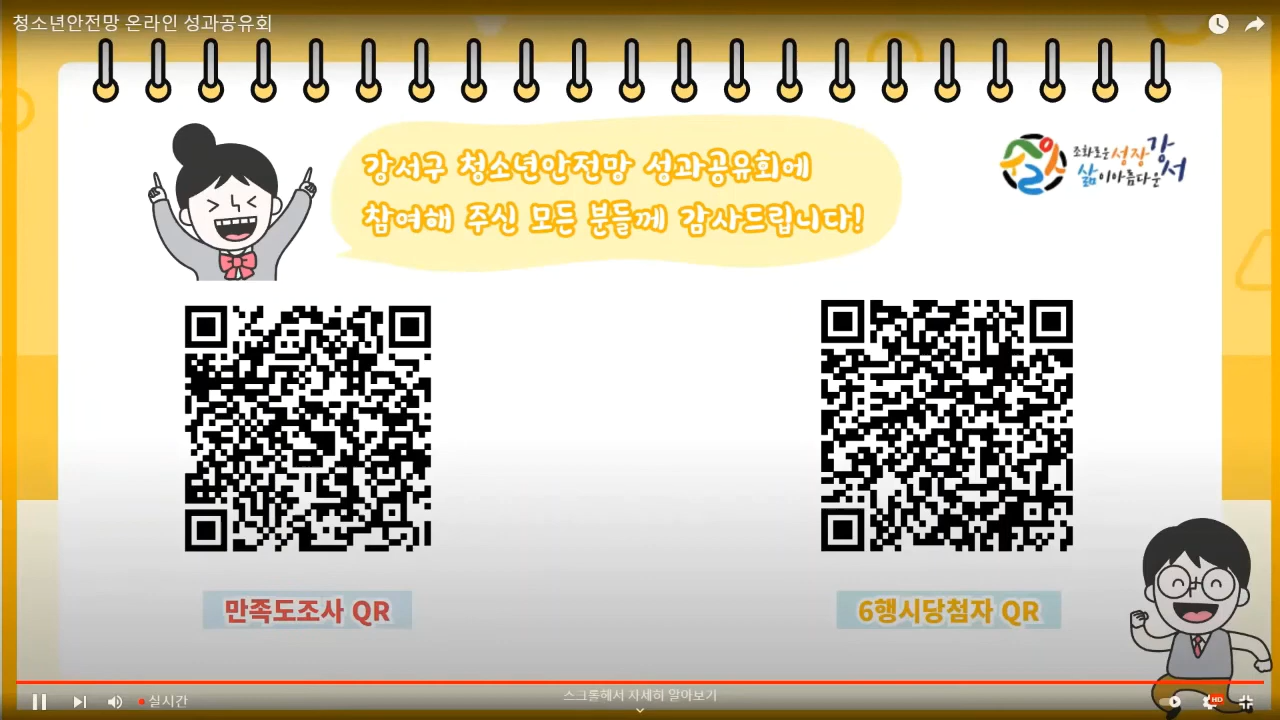 청소년안전망 온라인 성과공유회
강서구 청소년안전망 성과공유회에
참여해 주신 모든 분들께 감사드립니다!
조화로운 성장 강서
삶이 아름다운
만족도조사 QR
6행시당첨자 QR
스크롤해서 자세히 알아보기
실시간
HD